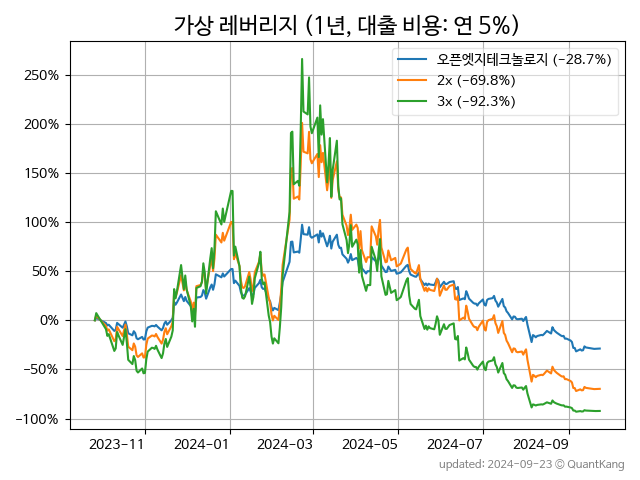 가상 레버리지 (1년, 대출 비용: 연 5%)
오픈엣지테크놀로지 (−28.7%)
2x (−69.8%)
3x (−92.3%)
250%
200%
150%
100%
50%
0%
−50%
−100%
2023-11 2024-01 2024-03 2024-05 2024-07 2024-09
updated: 2024-09-23 © QuantKang